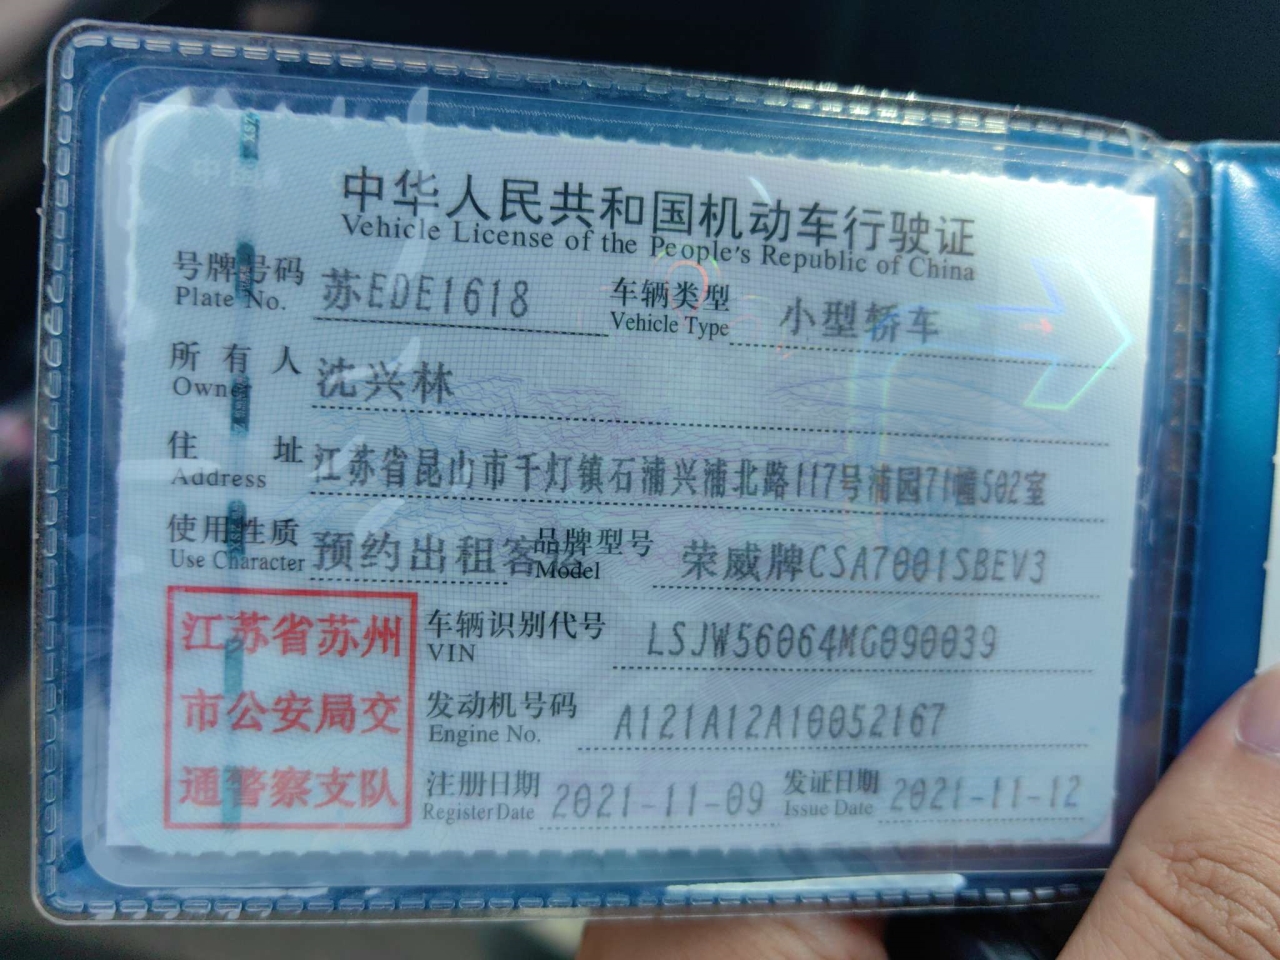 中华人民共和国机动车行驶证
Vehicle License of the People's Republic of China
号牌号码 苏EDE1618 车辆类型 小型轿车
Plate No. Vehicle Type
所有人 沈兴林
Owner
住址 江苏省昆山市千灯镇石浦兴浦北路117号浦园71幢502室
Address
使用性质 预约出租客 品牌型号 荣威牌CSA7001SBEV3
Use Character Model
江苏省苏州
市公安局交
通警察支队
车辆识别代号 LSJW56064MG090039
VIN
发动机号码 A121A12A10052167
Engine No.
注册日期 2021-11-09 发证日期 2021-11-12
Register Date Issue Date